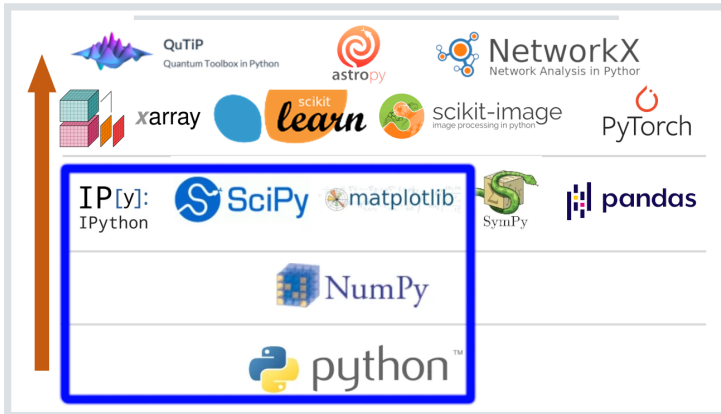 QuTiP
Quantum Toolbox in Python
astropy
NetworkX
Network Analysis in Pythor
xarray
scikit
learn
scikit-image
image processing in python
PyTorch
IP[y]:
IPython
SciPy
matplotlib
SymPy
pandas
NumPy
python™